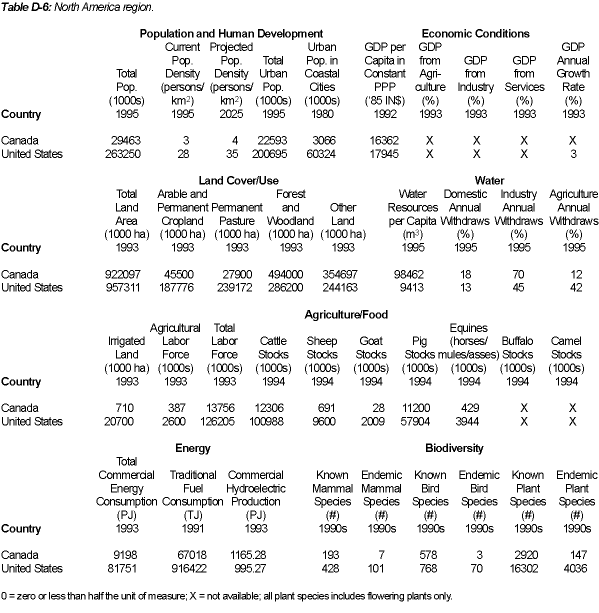 Table D-6: North America region.
Population and Human Development Economic Conditions
Current Projected Urban GDP per GDP GDP
Pop. Pop. Total Pop. in Capita in from GDP GDP Annual
Total Density Density Urban Coastal Constant Agri- from from Growth
Pop. (persons/ (persons/ Pop. Cities PPP culture Industry Services Rate
(1000s) km2) km2) (1000s) (1000s) ('85 IN$) (%) (%) (%) (%)
Country 1995 1995 2025 1995 1980 1992 1993 1993 1993 1993
Canada 29463 3 4 22593 3066 16362 X X X X
United States 263250 28 35 200695 60324 17945 X X X 3
Land Cover/Use Water
Total Arable and Forest Water Domestic Industry Agriculture
Land Permanent Permanent and Other Resources Annual Annual Annual
Area Cropland Pasture Woodland Land per Capita Withdraws Withdraws Withdraws
(1000 ha) (1000 ha) (1000 ha) (1000 ha) (1000 ha) (m3) (%) (%) (%)
Country 1993 1993 1993 1993 1993 1995 1995 1995 1995
Canada 922097 45500 27900 494000 354697 98462 18 70 12
United States 957311 187776 239172 286200 244163 9413 13 45 42
Agriculture/Food
Agricultural Total Equines
Irrigated Labor Labor Cattle Sheep Goat Pig (horses/ Buffalo Camel
Land Force Force Stocks Stocks Stocks Stocks mules/asses) Stocks Stocks
(1000 ha) (1000s) (1000s) (1000s) (1000s) (1000s) (1000s) (1000s) (1000s) (1000s)
Country 1993 1993 1993 1994 1994 1994 1994 1994 1994 1994
Canada 710 387 13756 12306 691 28 11200 429 X X
United States 20700 2600 126205 100988 9600 2009 57904 3944 X X
Energy Biodiversity
Total
Commercial Traditional Commercial Known Endemic Known Endemic Known Endemic
Energy Fuel Hydroelectric Mammal Mammal Bird Bird Plant Plant
Consumption Consumption Production Species Species Species Species Species Species
(PJ) (TJ) (PJ) (#) (#) (#) (#) (#) (#)
Country 1993 1991 1993 1990s 1990s 1990s 1990s 1990s 1990s
Canada 9198 67018 1165.28 193 7 578 3 2920 147
United States 81751 916422 995.27 428 101 768 70 16302 4036
0 = zero or less than half the unit of measure; X = not available; all plant species includes flowering plants only.